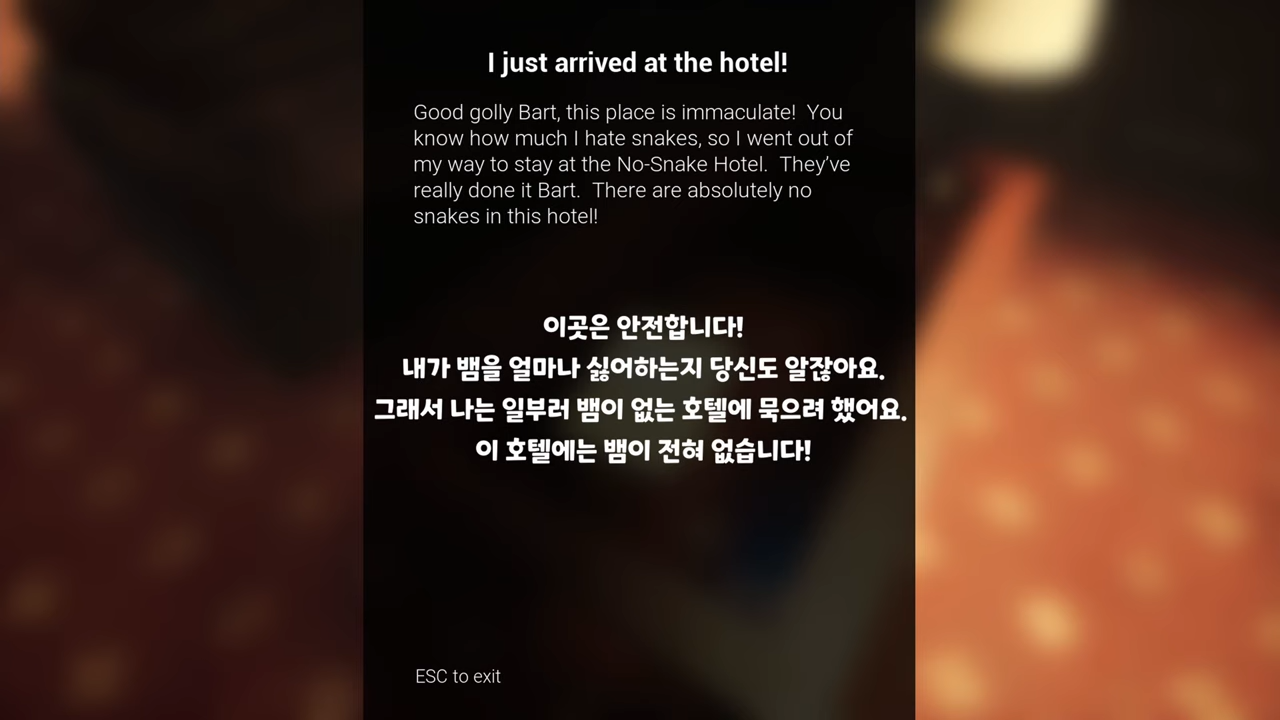 I just arrived at the hotel!
Good golly Bart, this place is immaculate!  You
know how much I hate snakes, so I went out of
my way to stay at the No-Snake Hotel.  They've
really done it Bart.  There are absolutely no
snakes in this hotel!
이곳은 안전합니다!
내가 뱀을 얼마나 싫어하는지 당신도 알잖아요.
그래서 나는 일부러 뱀이 없는 호텔에 묵으려 했어요.
이 호텔에는 뱀이 전혀 없습니다!
ESC to exit